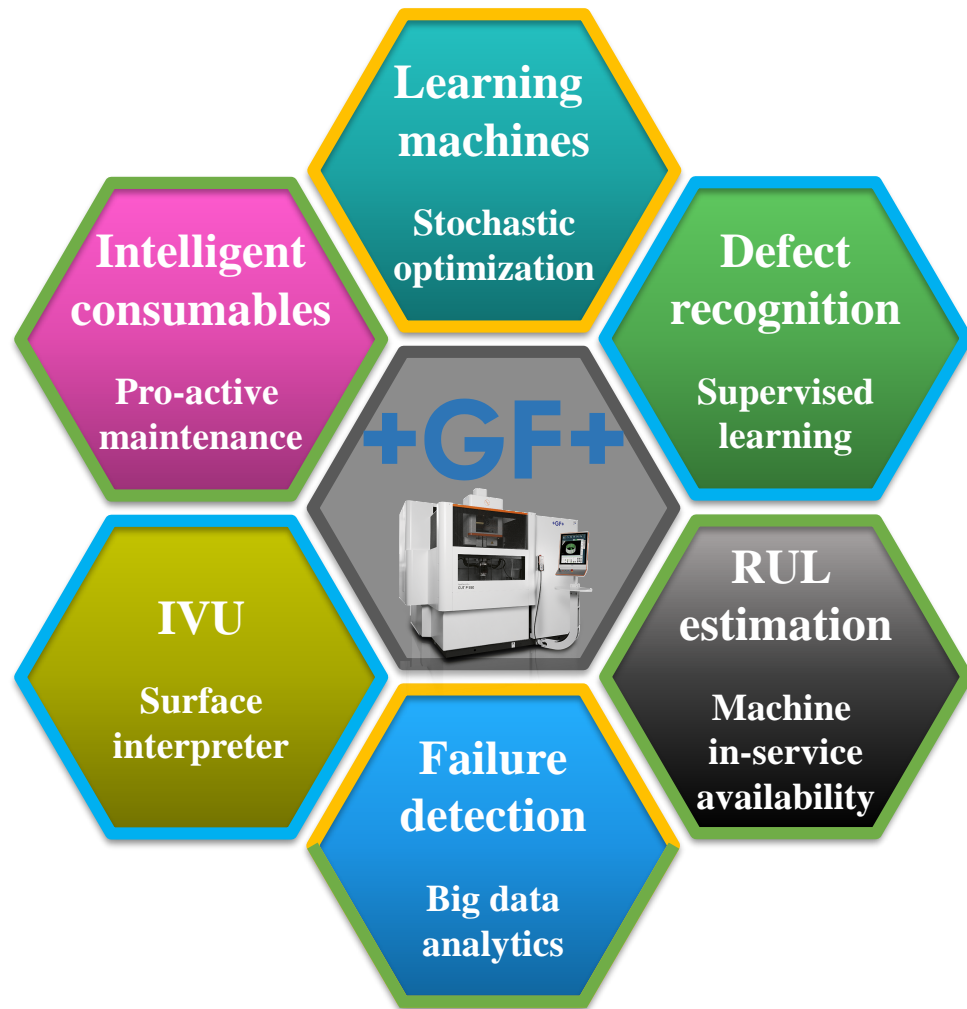 Learning
machines
Stochastic
optimization
Intelligent
consumables
Pro-active
maintenance
Defect
recognition
Supervised
learning
+GF+
+GF+
IVU
Surface
interpreter
RUL
estimation
Machine
in-service
availability
Failure
detection
Big data
analytics